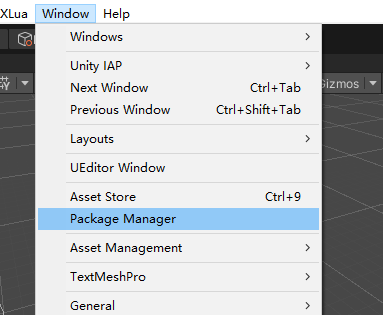 XLua Window Help
Windows
Unity IAP
Next Window Ctrl+Tab
Gizmos
Previous Window Ctrl+Shift+Tab
Layouts
UEditor Window
Asset Store Ctrl+9
Package Manager
Asset Management
TextMeshPro
General